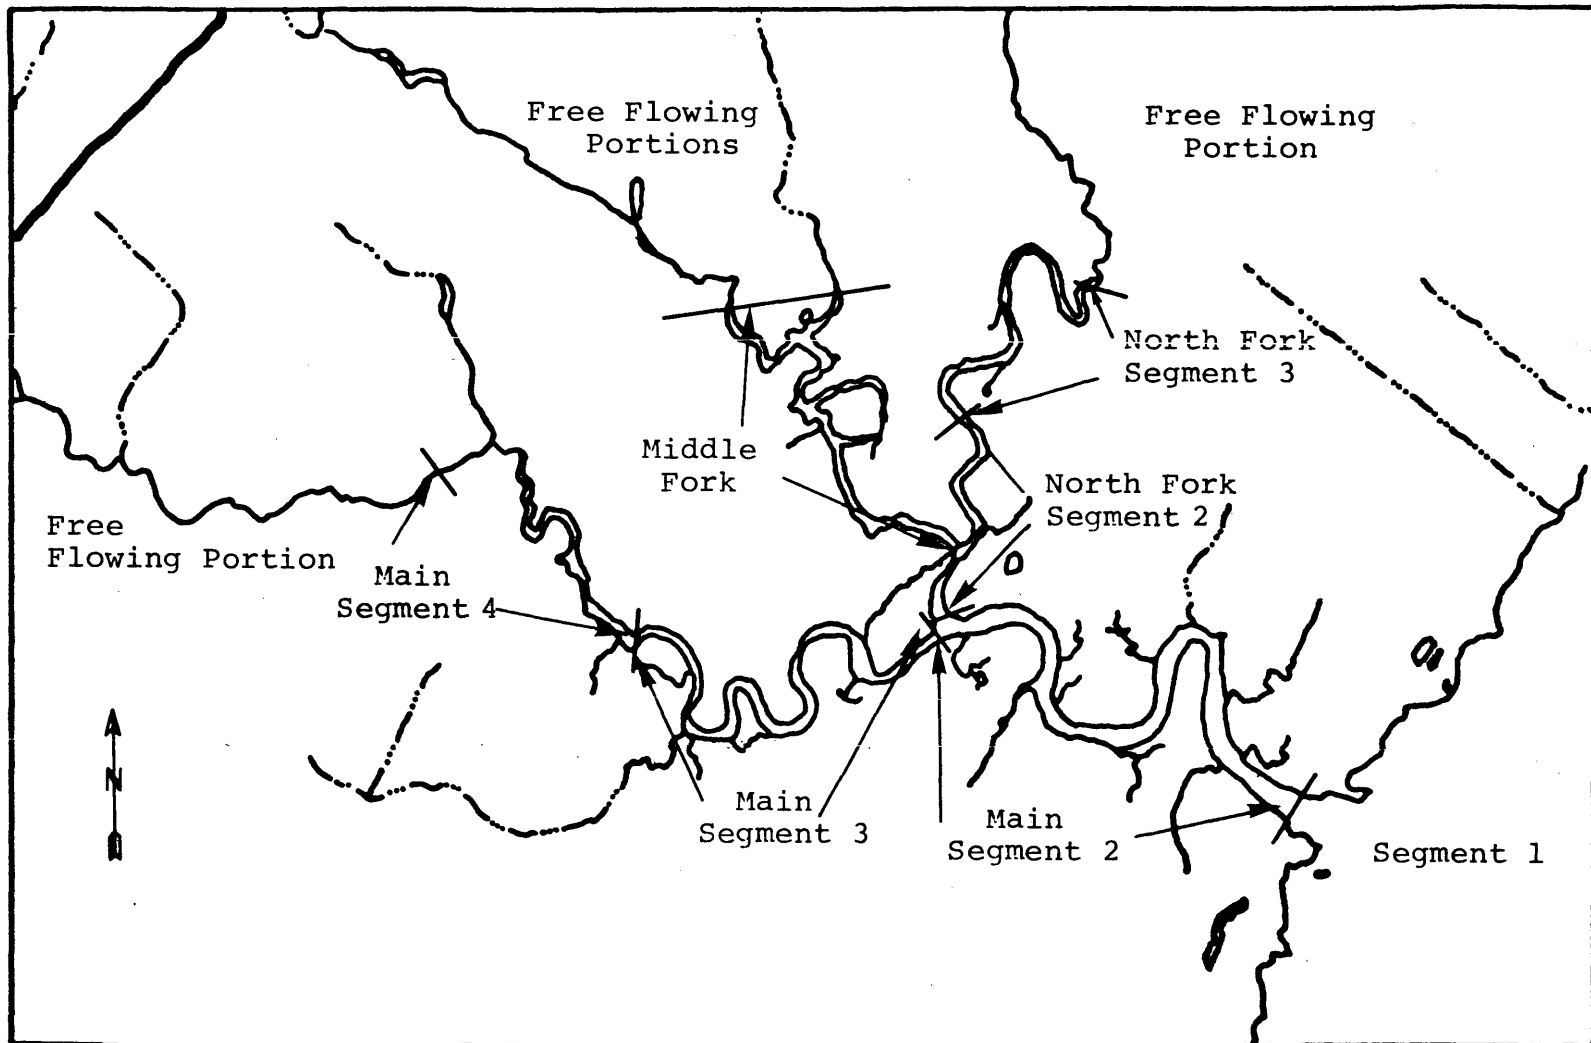 Free Flowing
Portions
Free Flowing
Portion
North Fork
Segment 3
Middle
Fork
North Fork
Segment 2
Free
Flowing Portion
Main
Segment 4
N
Main
Segment 3
Main
Segment 2
Segment 1